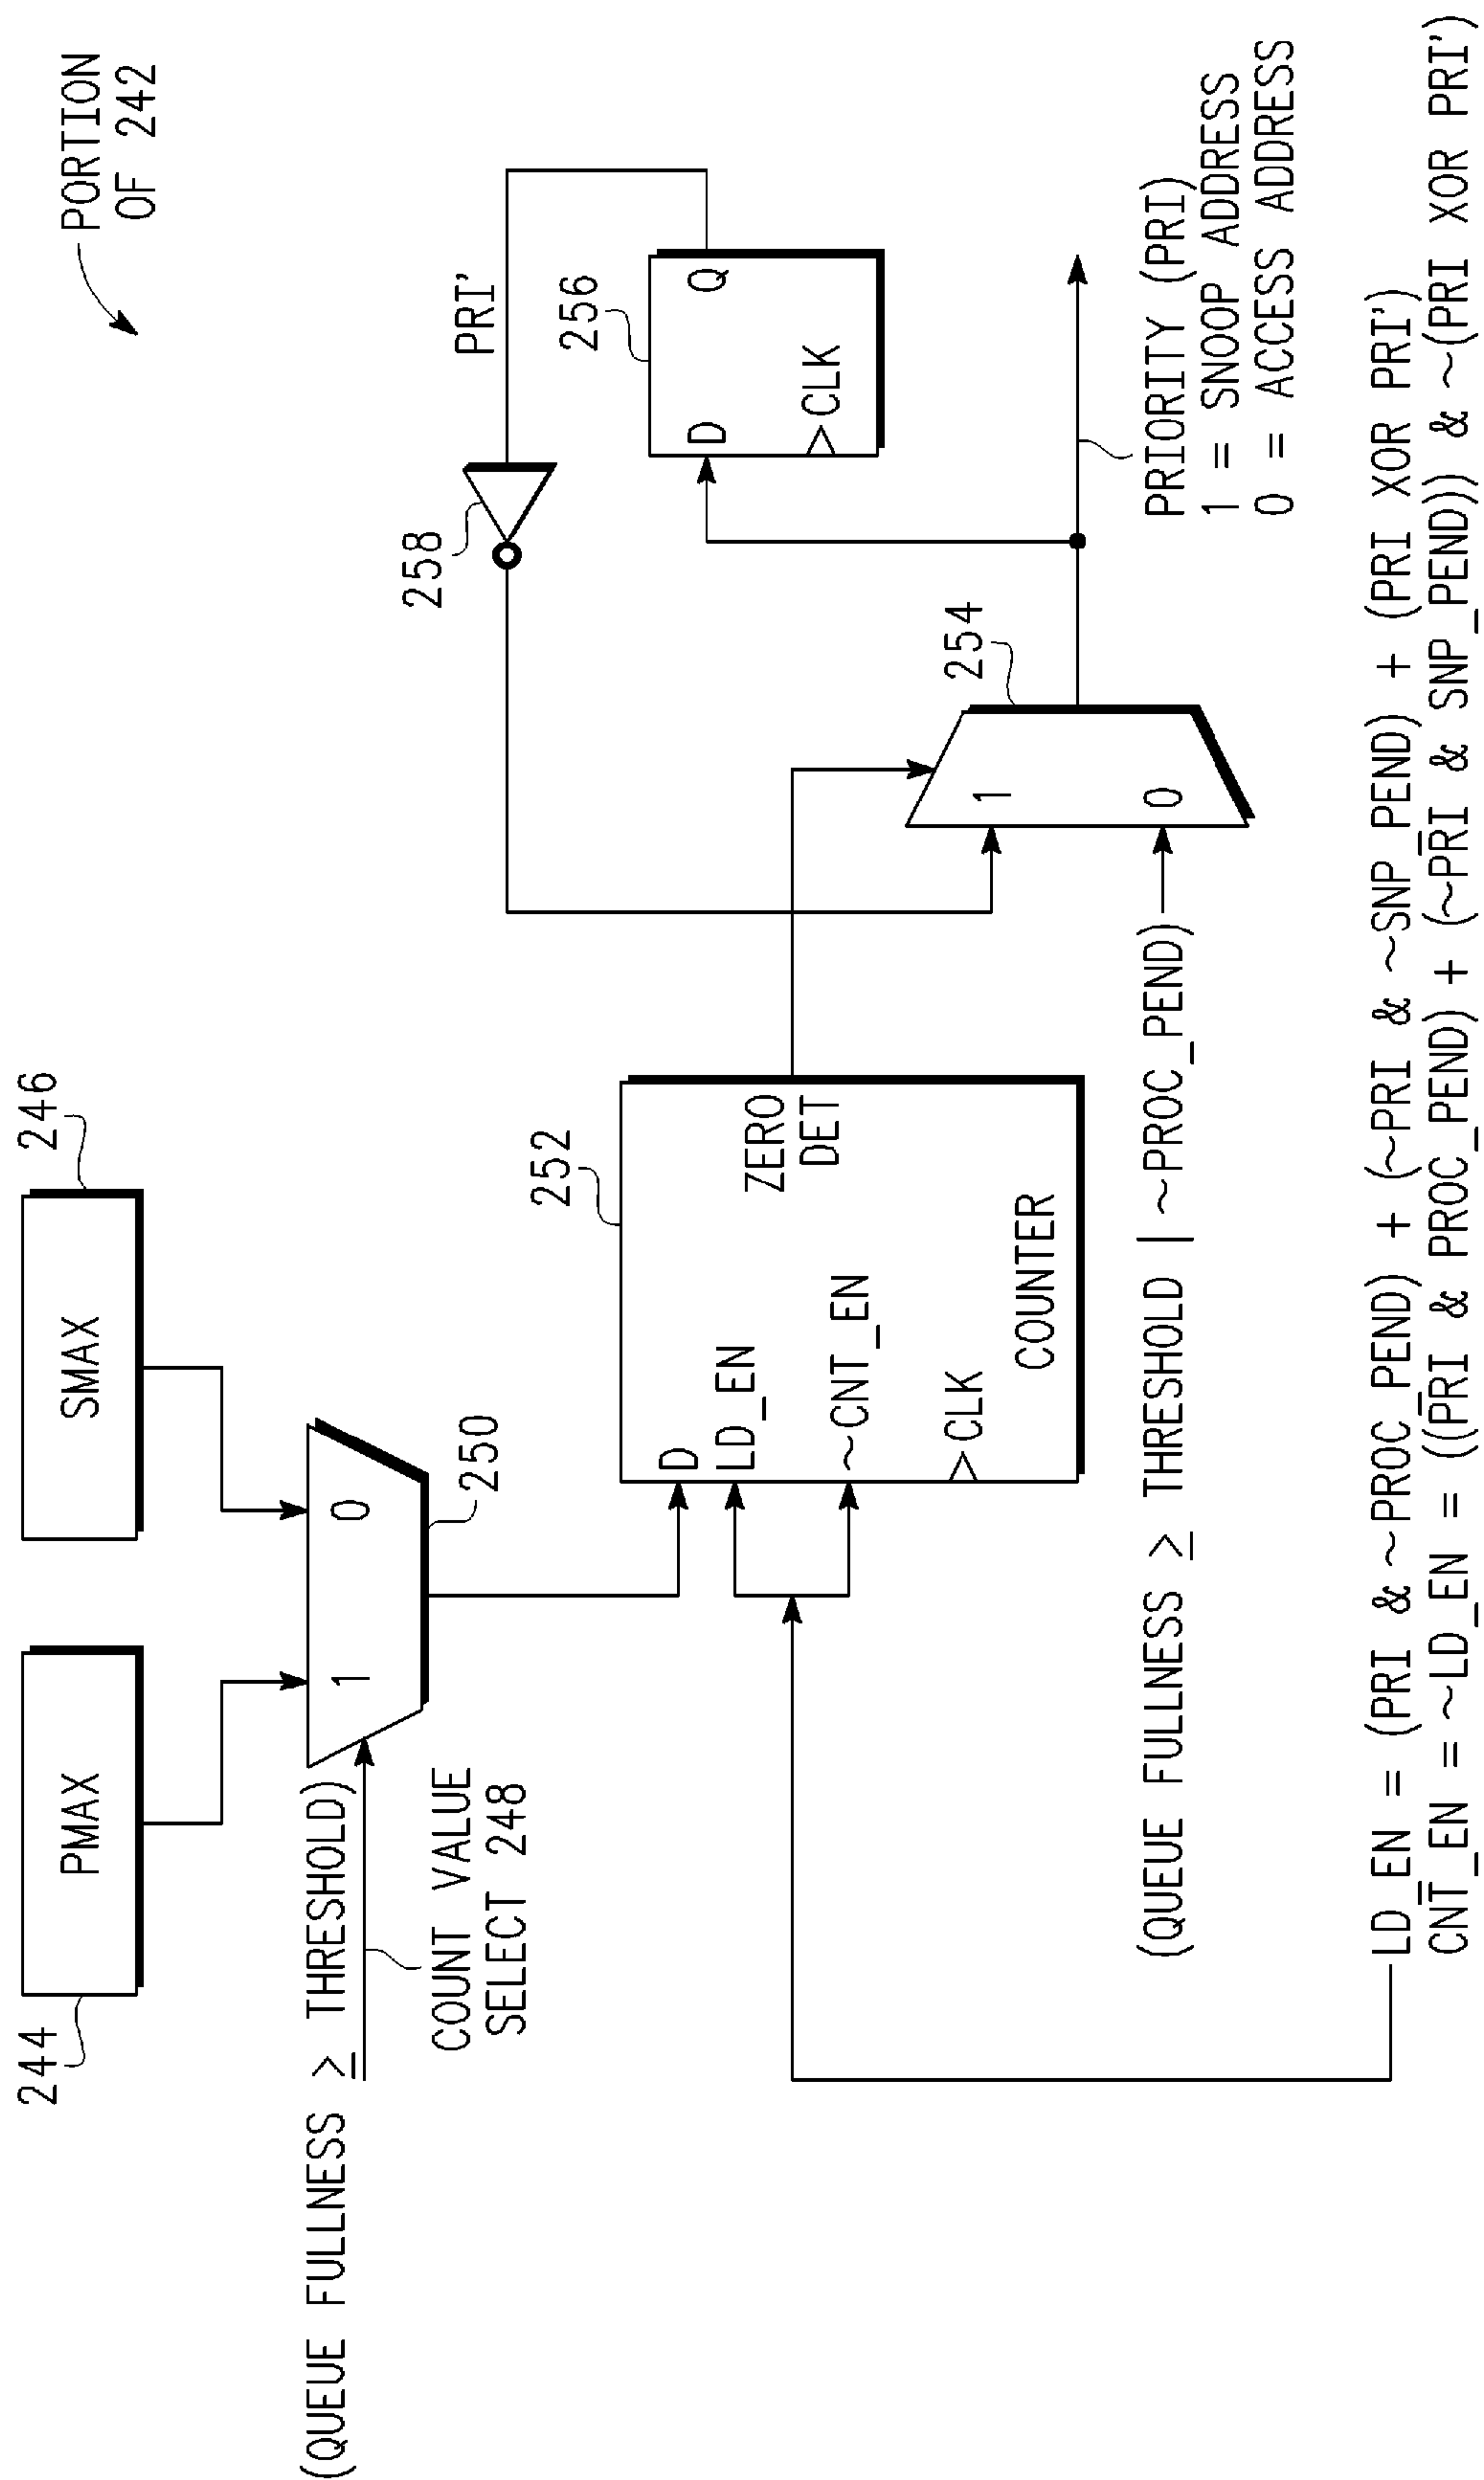 PORTION
OF 242
244
PMAX
SMAX
246
(QUEUE FULLNESS ≥ THRESHOLD)
1
0
COUNT VALUE
SELECT 248
250
252
D
LD_EN
~CNT_EN
CLK
ZERO
DET
COUNTER
258
PRI'
256
D
Q
CLK
254
1
0
(QUEUE FULLNESS ≥ THRESHOLD | ~PROC_PEND)
PRIORITY (PRI)
1 = SNOOP ADDRESS
0 = ACCESS ADDRESS
LD_EN = (PRI & ~PROC_PEND) + (~PRI & ~SNP_PEND) + (PRI XOR PRI')
CNT_EN = ~LD_EN = ((PRI & PROC_PEND) + (~PRI & SNP_PEND)) & ~(PRI XOR PRI')